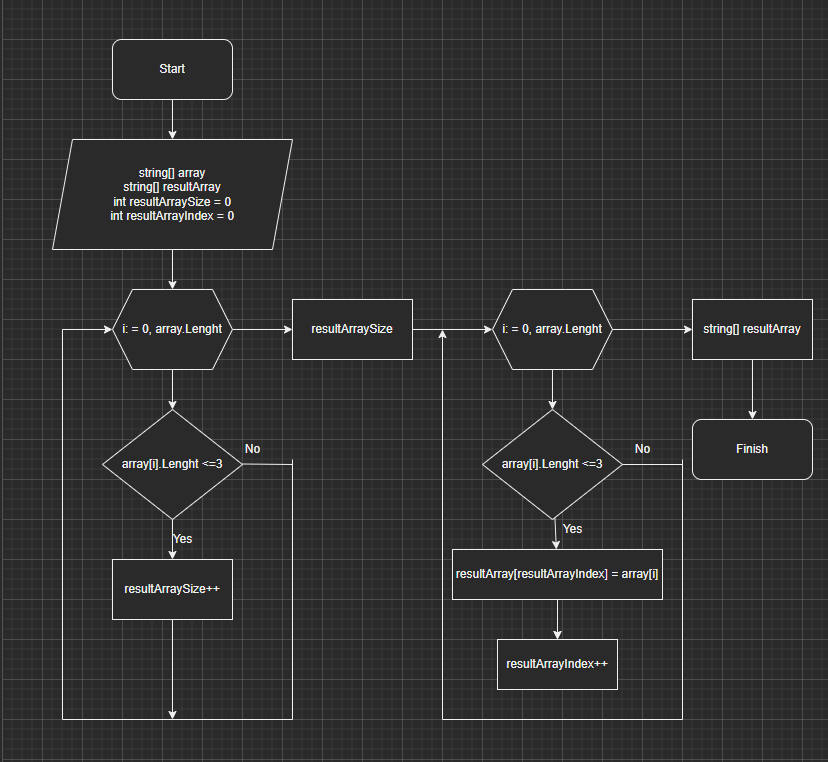 Start
string[] array
string[] resultArray
int resultArraySize = 0
int resultArrayIndex = 0
i: = 0, array.Lenght
resultArraySize
i: = 0, array.Lenght
string[] resultArray
array[i].Lenght <=3
No
Yes
resultArraySize++
array[i].Lenght <=3
No
Yes
resultArray[resultArrayIndex] = array[i]
resultArrayIndex++
Finish